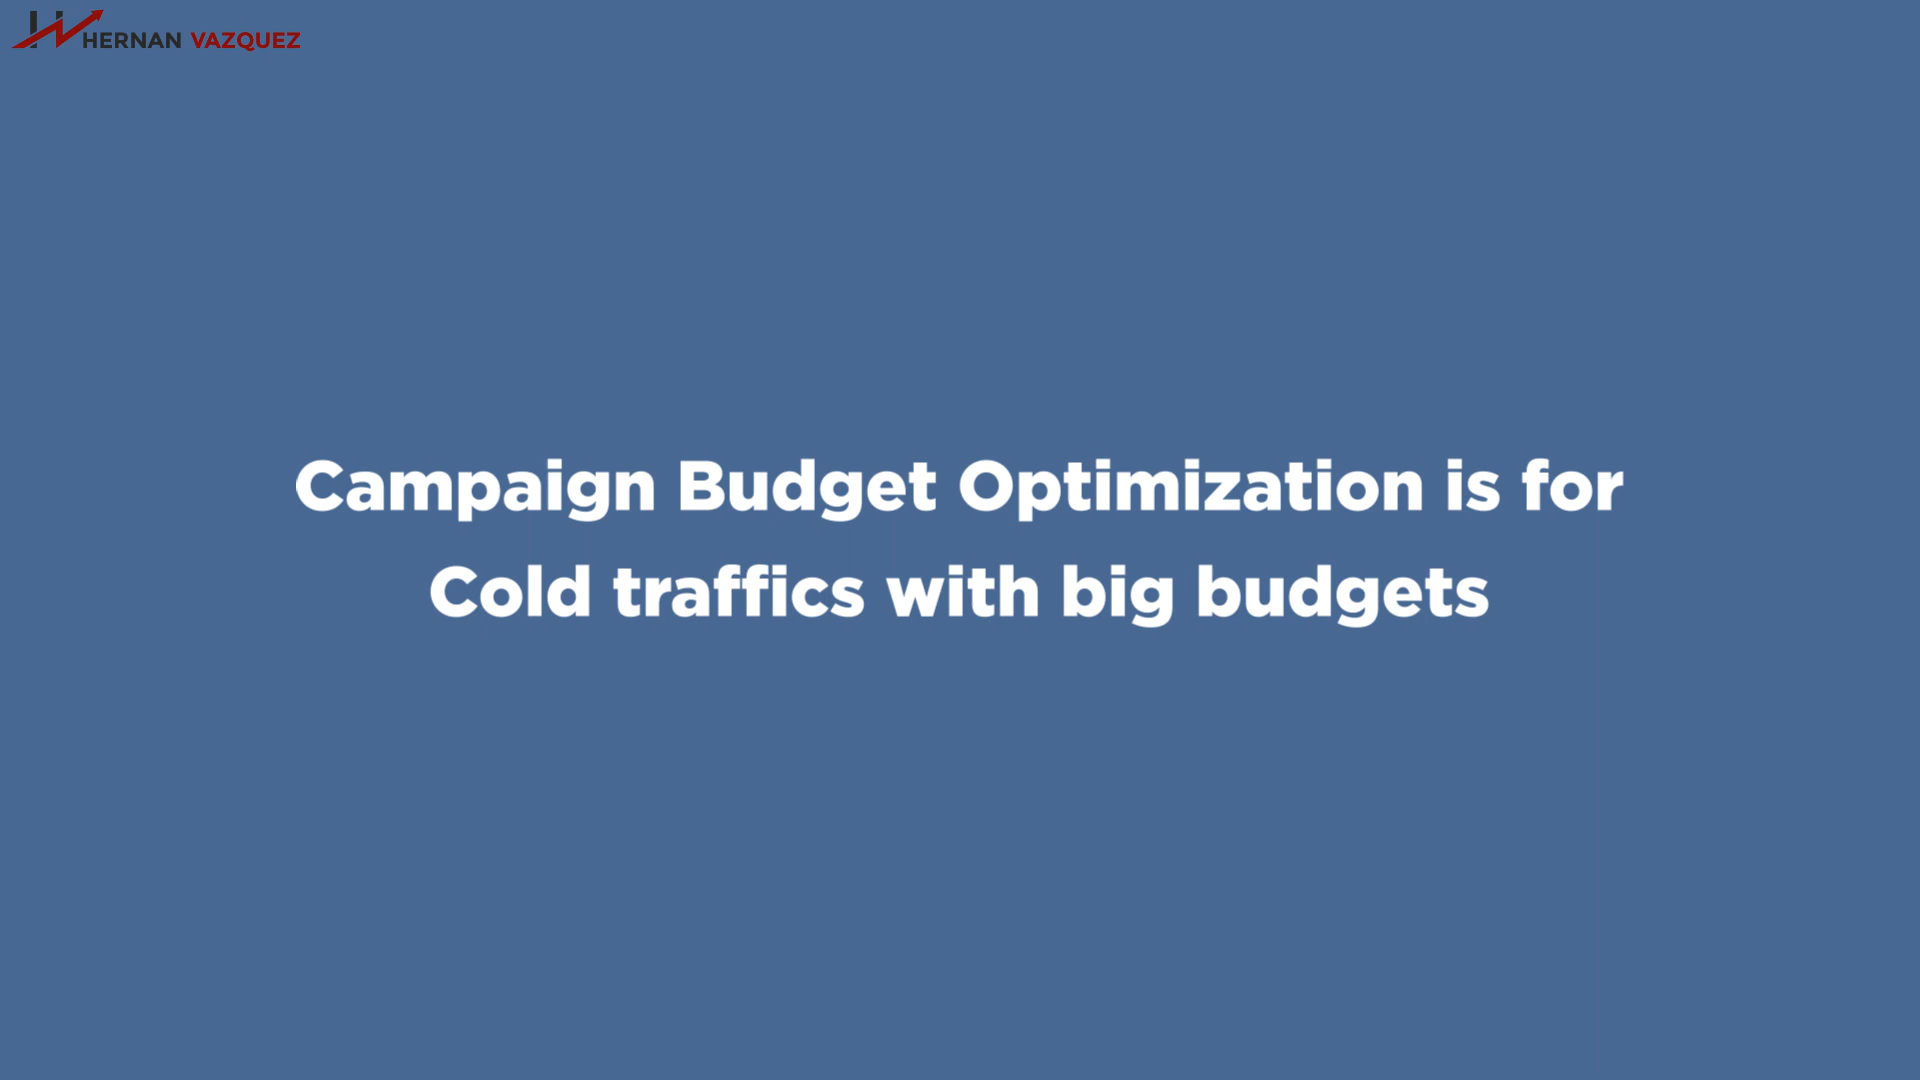 HERNAN VAZQUEZ
Campaign Budget Optimization is for
Cold traffics with big budgets